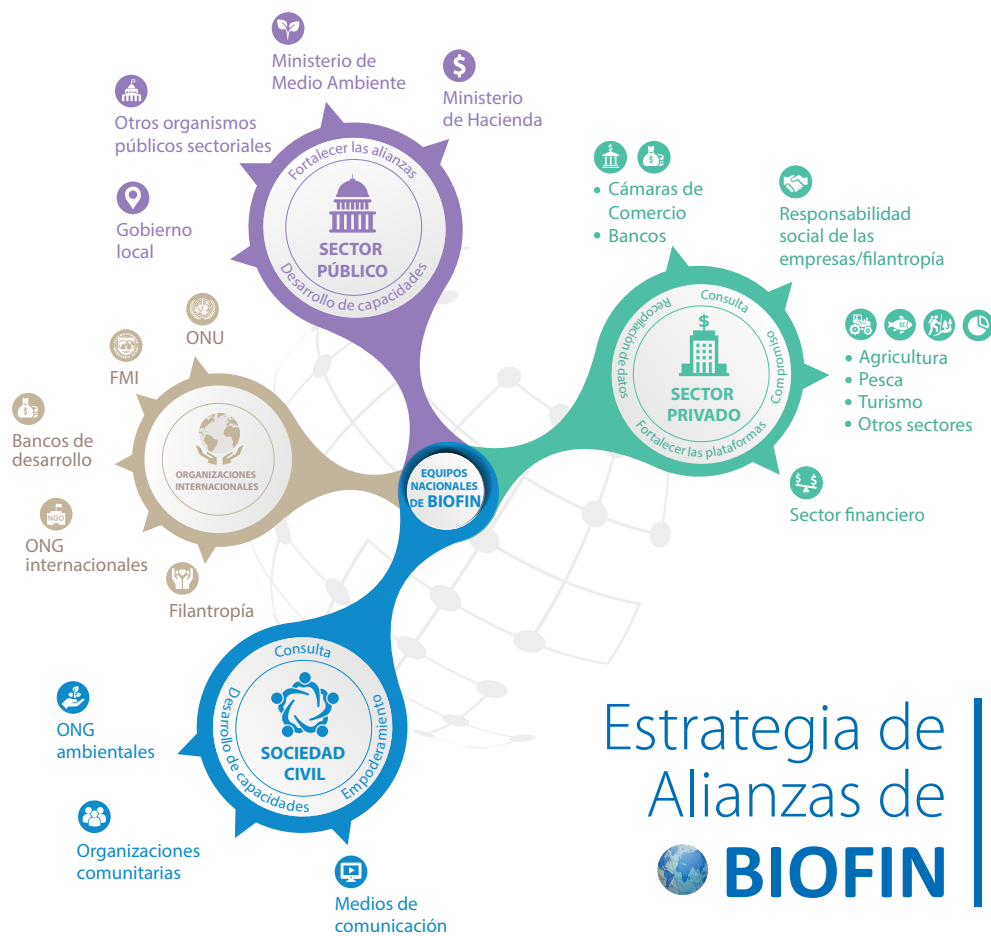 Ministerio de
Medio Ambiente
$
Ministerio
de Hacienda
Otros organismos
públicos sectoriales
Gobierno
local
Fortalecer las alianzas
SECTOR
PÚBLICO
Desarrollo de capacidades
• Cámaras de
Comercio
• Bancos
Responsabilidad
social de las
empresas/filantropía
• Agricultura
• Pesca
• Turismo
• Otros sectores
Sector financiero
Consulta
Compromiso
Recopilación de datos
$
SECTOR
PRIVADO
Fortalecer las plataformas
ONU
FMI
Bancos de
desarrollo
NGO
ONG
internacionales
Filantropía
ORGANIZACIONES
INTERNACIONALES
EQUIPOS
NACIONALES
DE BIOFIN
Consulta
Desarrollo de capacidades
Empoderamiento
SOCIEDAD
CIVIL
ONG
ambientales
Organizaciones
comunitarias
Medios de
comunicación
Estrategia de
Alianzas de
BIOFIN